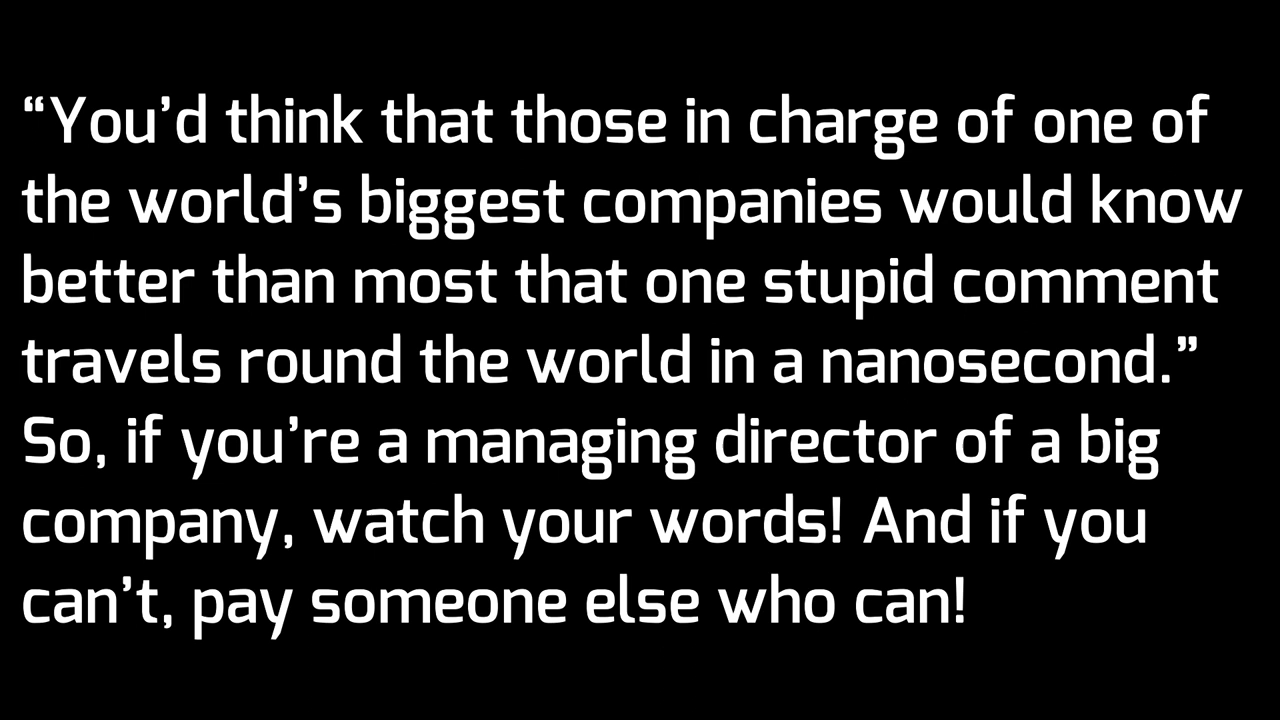 “You’d think that those in charge of one of
the world’s biggest companies would know
better than most that one stupid comment
travels round the world in a nanosecond.”
So, if you’re a managing director of a big
company, watch your words! And if you
can’t, pay someone else who can!